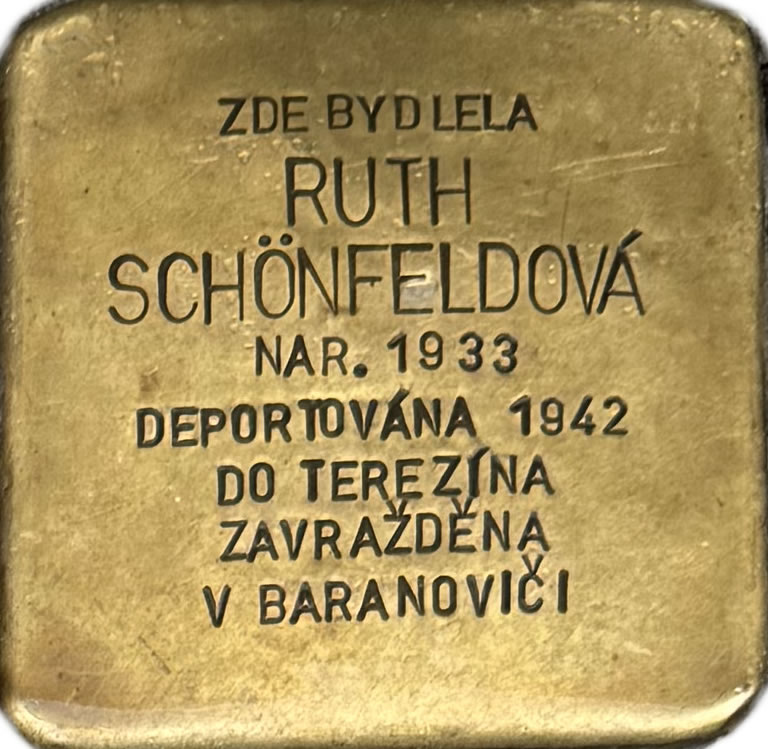 ZDE BYDLELA
RUTH
SCHÖNFELDOVÁ
NAR. 1933
DEPORTOVÁNA 1942
DO TEREZÍNA
ZAVRAŽDĚNA
V BARANOVIČI